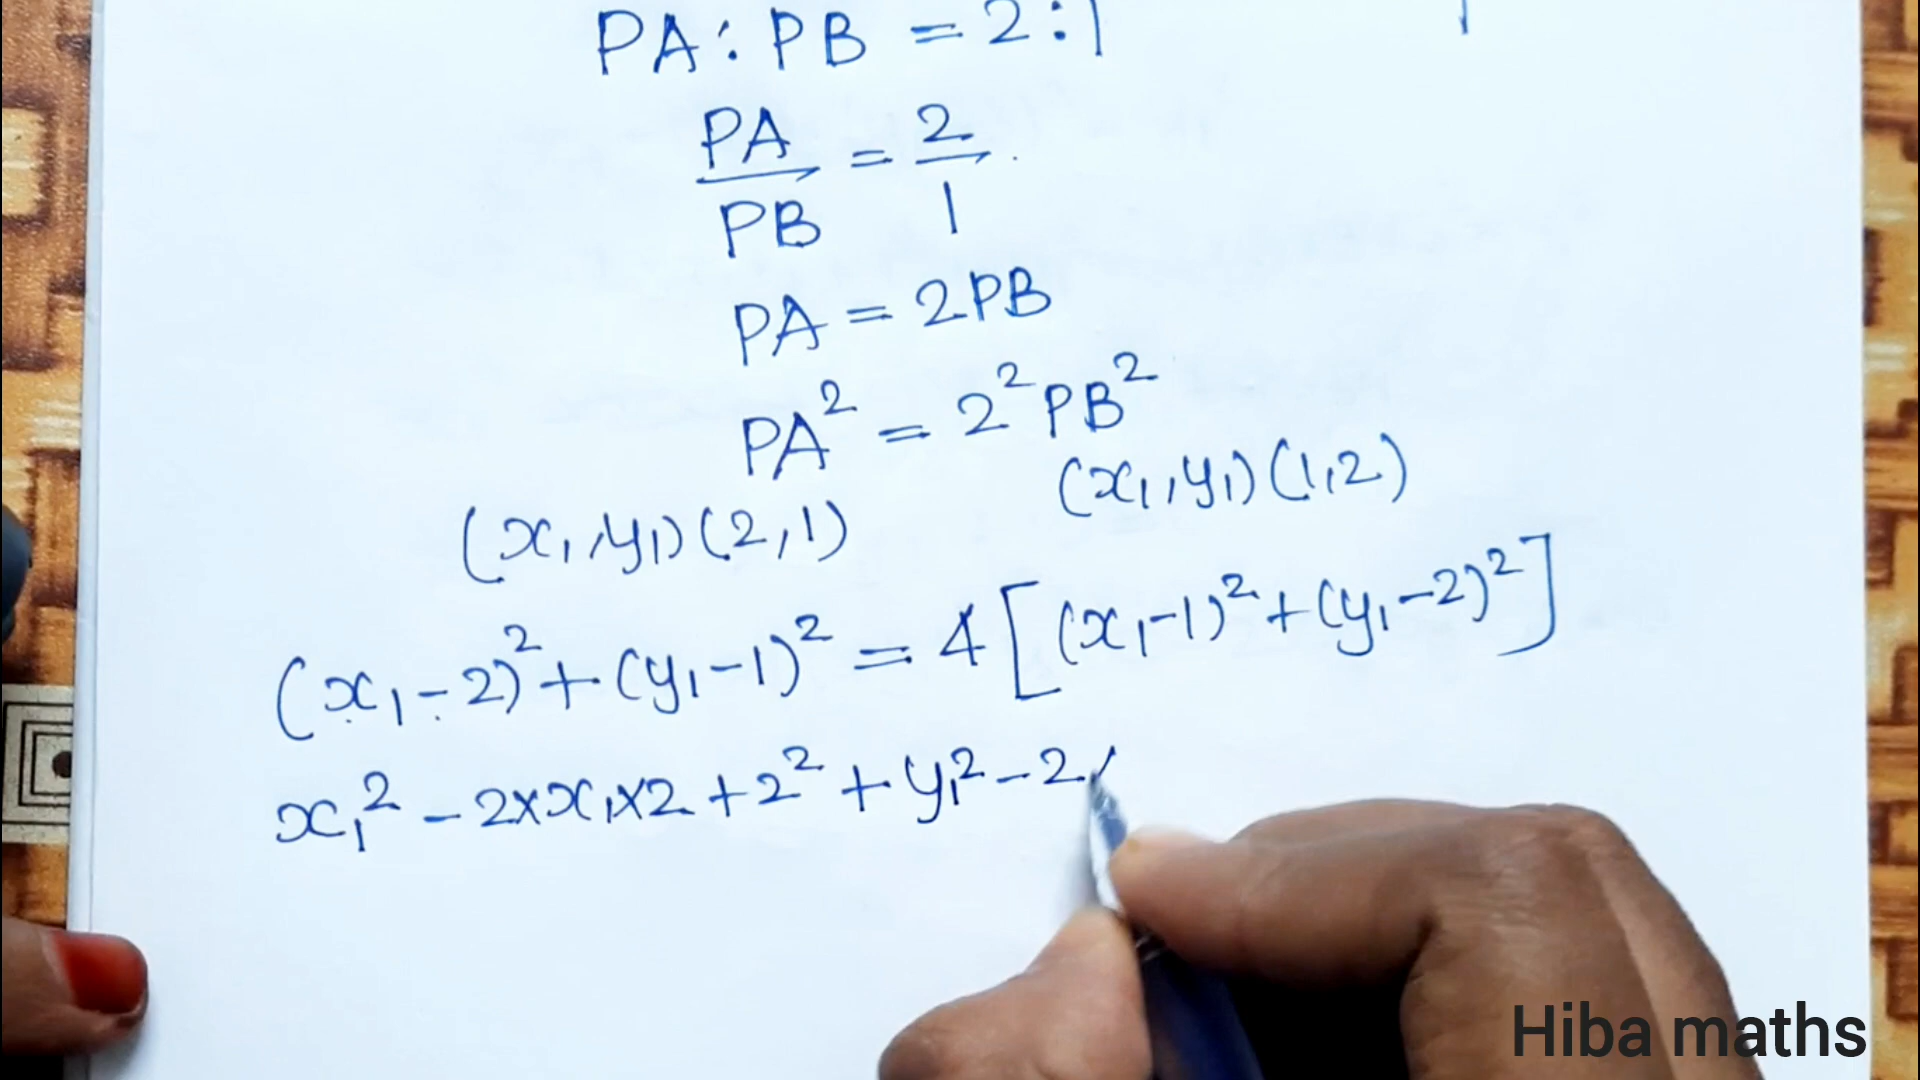 PA : PB = 2 : 1
PA/PB = 2/1
PA = 2PB
PA² = 2² PB²
(x₁, y₁) (1, 2)
(x₁, y₁) (2, 1)
(x₁ - 2)² + (y₁ - 1)² = 4 [(x₁ - 1)² + (y₁ - 2)²]
x₁² - 2 × x₁ × 2 + 2² + y₁² - 2
Hiba maths